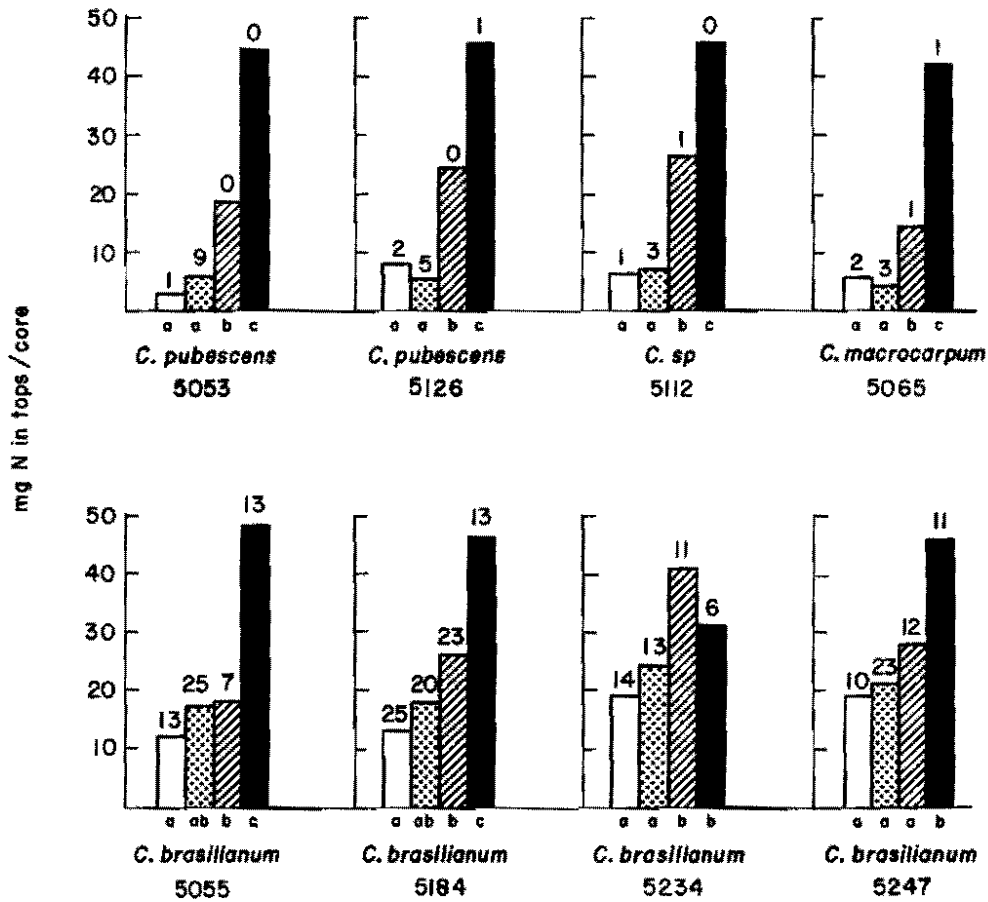 mg N in tops/core
50
40
30
20
10
1 9 0 0
2 5 0 1
1 3 1 0
2 3 1 1
a a b c
a a b c
a a b c
a a b c
C. pubescens
5053
C. pubescens
5126
C. sp
5112
C. macrocarpum
5065
50
40
30
20
10
13 25 7 13
25 20 23 13
14 13 11 6
10 23 12 11
a ab b c
a ab b c
a a b b
a a a b
C. brasilianum
5055
C. brasilianum
5184
C. brasilianum
5234
C. brasilianum
5247